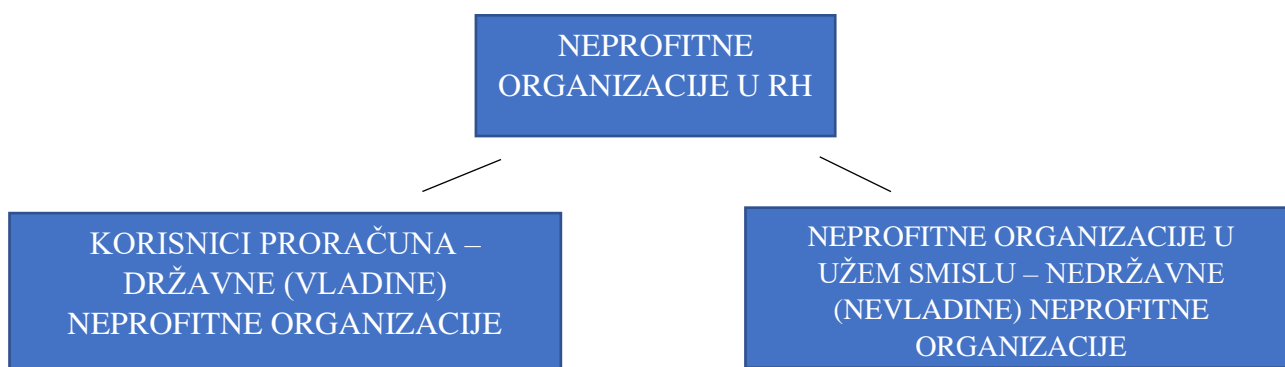 NEPROFITNE
ORGANIZACIJE U RH
KORISNICI PRORAČUNA –
DRŽAVNE (VLADINE)
NEPROFITNE ORGANIZACIJE
NEPROFITNE ORGANIZACIJE U
UŽEM SMISLU – NEDRŽAVNE
(NEVLADINE) NEPROFITNE
ORGANIZACIJE